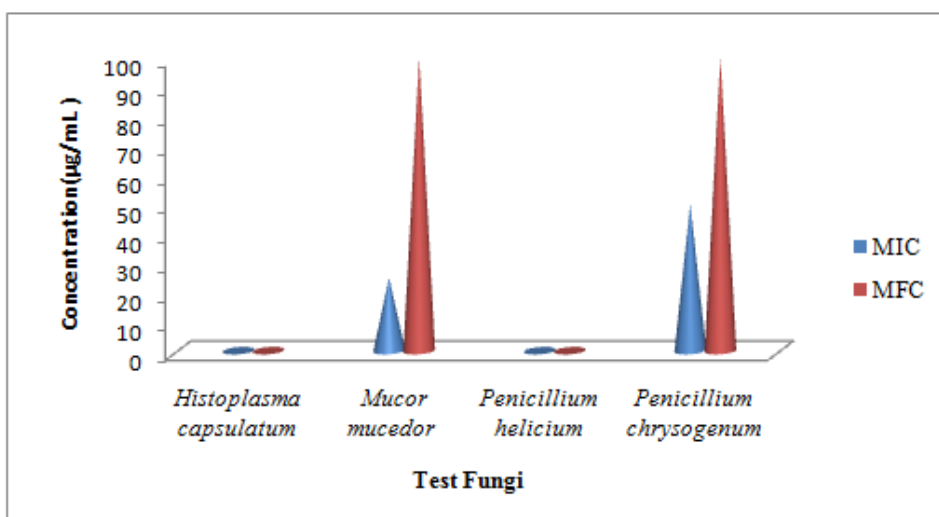 Concentration(µg/mL)
100
90
80
70
60
50
40
30
20
10
0
Histoplasma
capsulatum
Mucor
mucedor
Penicillium
helicium
Penicillium
chrysogenum
Test Fungi
MIC
MFC